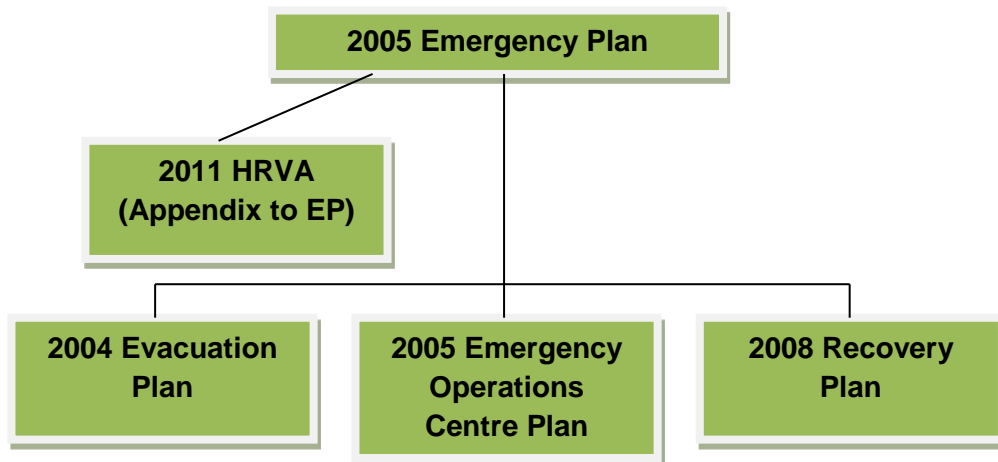 2005 Emergency Plan
2011 HRVA
(Appendix to EP)
2004 Evacuation
Plan
2005 Emergency
Operations
Centre Plan
2008 Recovery
Plan